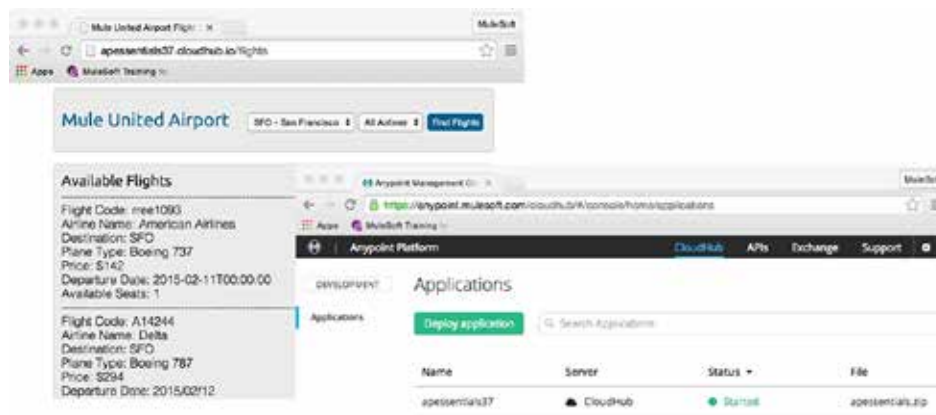 Mule United Airport Flight
MuleSoft
apessentials37.cloudhub.io/flights
Apps MuleSoft Training
Mule United Airport
SFO - San Francisco
All Airlines
Find Flights
Available Flights
Flight Code: rree1093
Airline Name: American Airlines
Destination: SFO
Plane Type: Boeing 737
Price: $142
Departure Date: 2015-02-11T00:00:00
Available Seats: 1
Flight Code: A14244
Airline Name: Delta
Destination: SFO
Plane Type: Boeing 787
Price: $294
Departure Date: 2015/02/12
Anypoint Management
https://anypoint.mulesoft.com/cloudhub/#/console/home/applications
Apps MuleSoft Training
Anypoint Platform
CloudHub APIs Exchange Support
DEVELOPMENT
Applications
Applications
Deploy application
Search Applications
Name Server Status File
apessentials37 CloudHub Started apessentials.zip